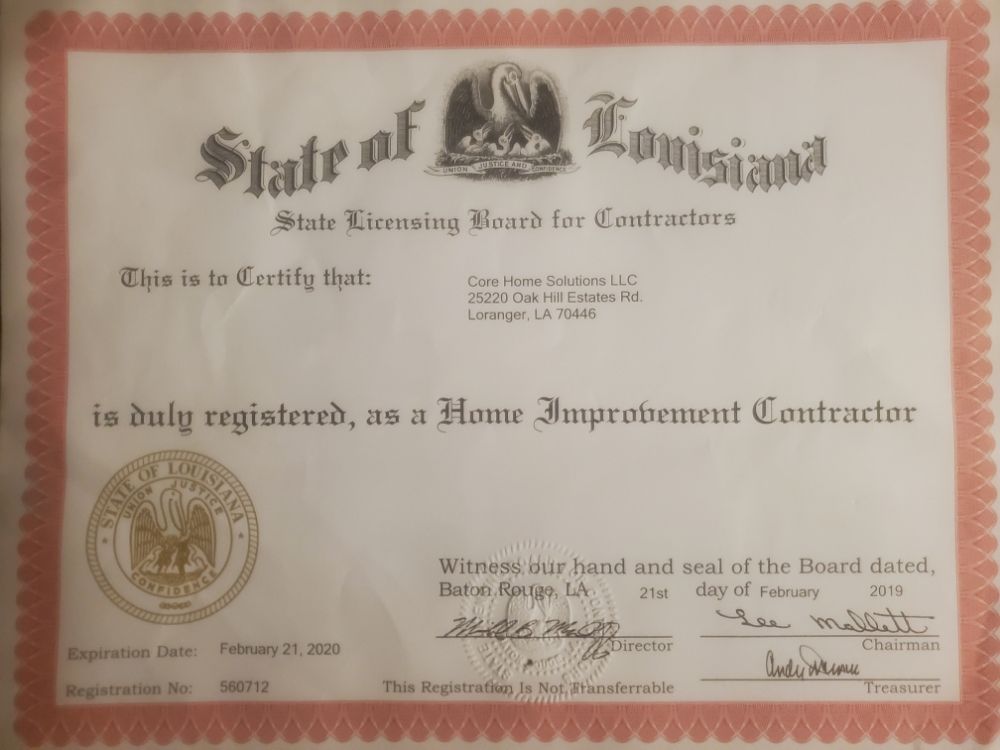 State of Louisiana
UNION JUSTICE AND CONFIDENCE
State Licensing Board for Contractors
This is to Certify that:
Core Home Solutions LLC
25220 Oak Hill Estates Rd.
Loranger, LA 70446
is duly registered, as a Home Improvement Contractor
STATE OF LOUISIANA
UNION JUSTICE
CONFIDENCE
Witness our hand and seal of the Board dated,
Baton Rouge, LA 21st day of February 2019
Lee Mallett
Director Chairman
Expiration Date: February 21, 2020
Registration No: 560712 This Registration Is Not Transferrable Treasurer